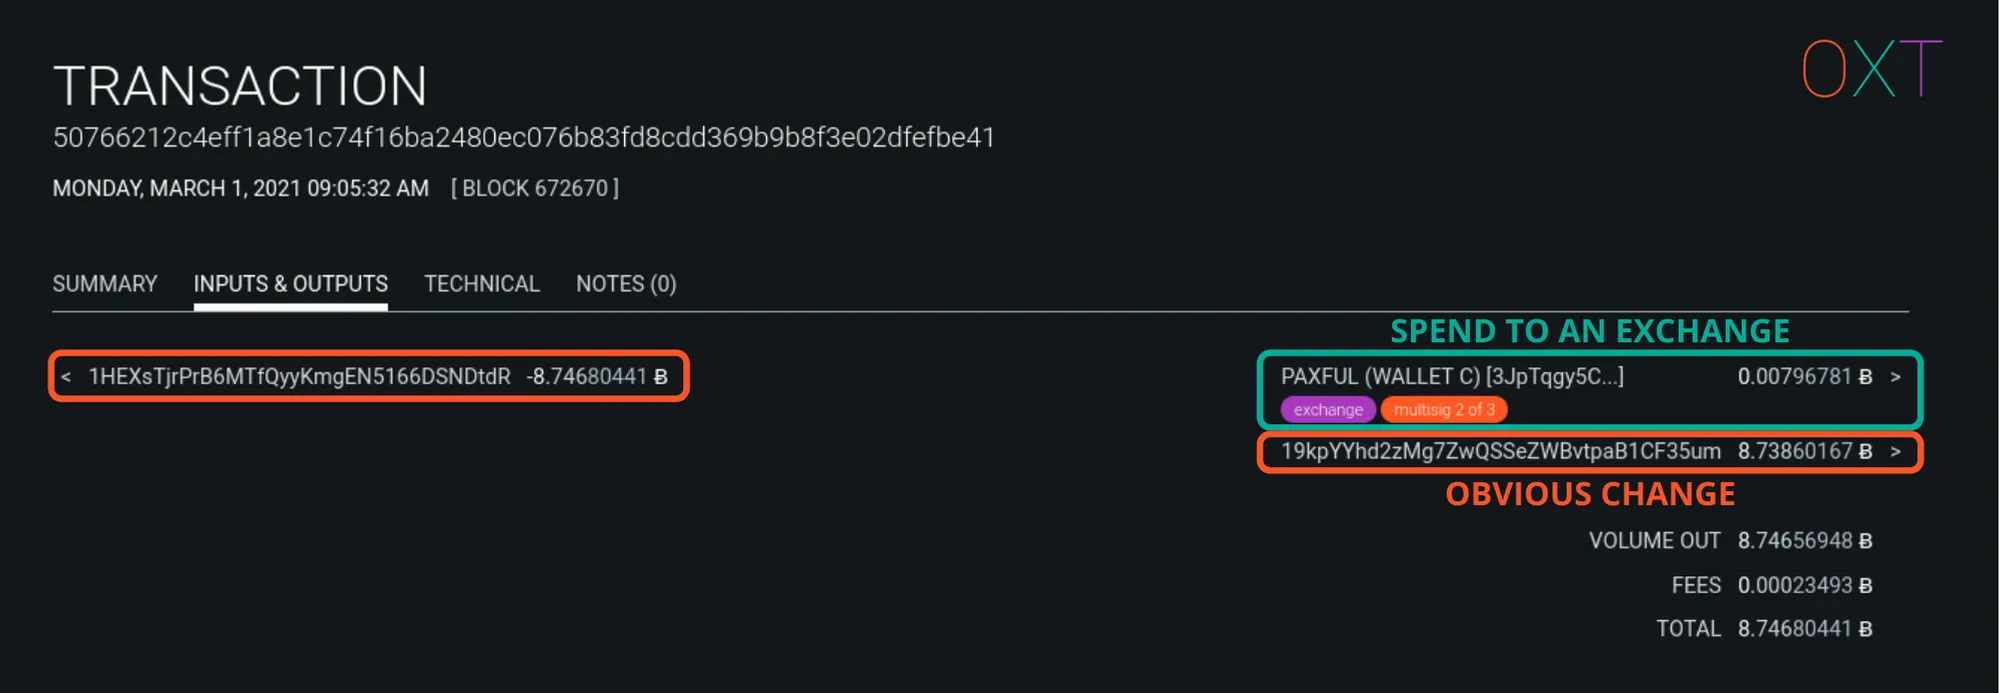 OXT
TRANSACTION
50766212c4eff1a8e1c74f16ba2480ec076b83fd8cdd369b9b8f3e02dfefbe41
MONDAY, MARCH 1, 2021 09:05:32 AM [ BLOCK 672670 ]
SUMMARY INPUTS & OUTPUTS TECHNICAL NOTES (0)
SPEND TO AN EXCHANGE
< 1HEXsTjrPrB6MTfQyyKmgEN5166DSNDtdR -8.74680441 Ƀ
PAXFUL (WALLET C) [3JpTqgy5C...] 0.00796781 Ƀ >
exchange multisig 2 of 3
19kpYYhd2zMg7ZwQSSeZWBvtpaB1CF35um 8.73860167 Ƀ >
OBVIOUS CHANGE
VOLUME OUT 8.74656948 Ƀ
FEES 0.00023493 Ƀ
TOTAL 8.74680441 Ƀ